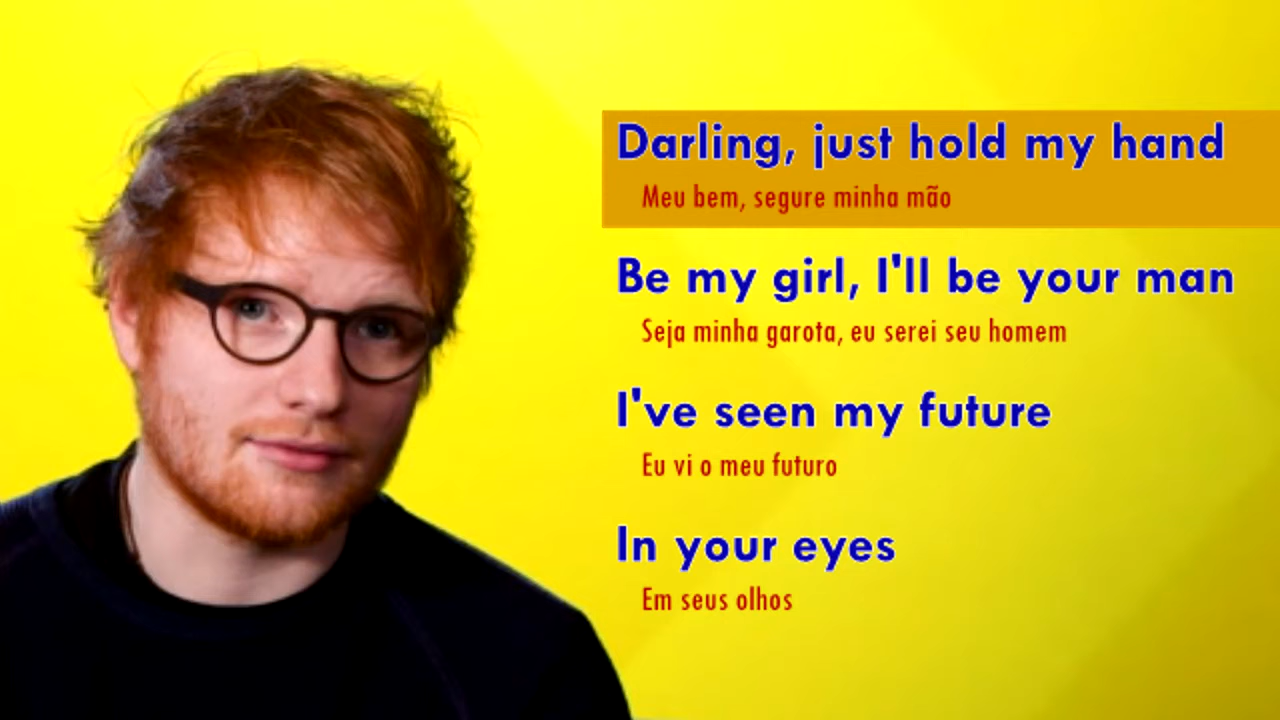 Darling, just hold my hand
Meu bem, segure minha mão
Be my girl, I'll be your man
Seja minha garota, eu serei seu homem
I've seen my future
Eu vi o meu futuro
In your eyes
Em seus olhos